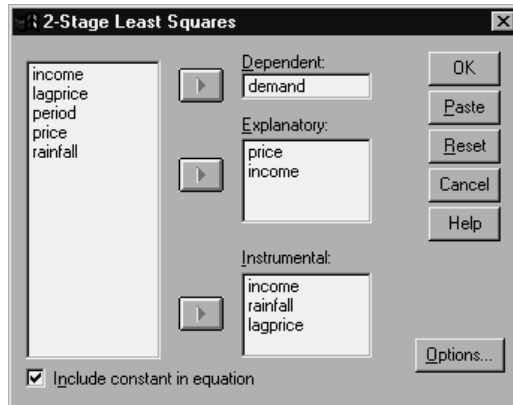 2-Stage Least Squares
income
lagprice
period
price
rainfall
Dependent:
demand
Explanatory:
price
income
Instrumental:
income
rainfall
lagprice
OK
Paste
Reset
Cancel
Help
Options...
Include constant in equation